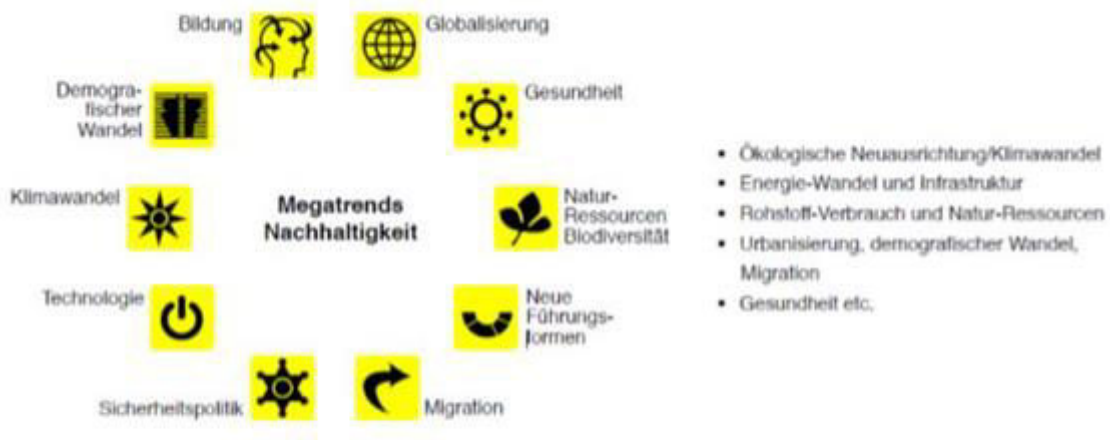 Bildung
Globalisierung
Demogra-
fischer
Wandel
Gesundheit
Klimawandel
Megatrends
Nachhaltigkeit
Natur-
Ressourcen
Biodiversität
Technologie
Neue
Führungs-
formen
Sicherheitspolitik
Migration
• Ökologische Neuausrichtung/Klimawandel
• Energie-Wandel und Infrastruktur
• Rohstoff-Verbrauch und Natur-Ressourcen
• Urbanisierung, demografischer Wandel,
Migration
• Gesundheit etc.